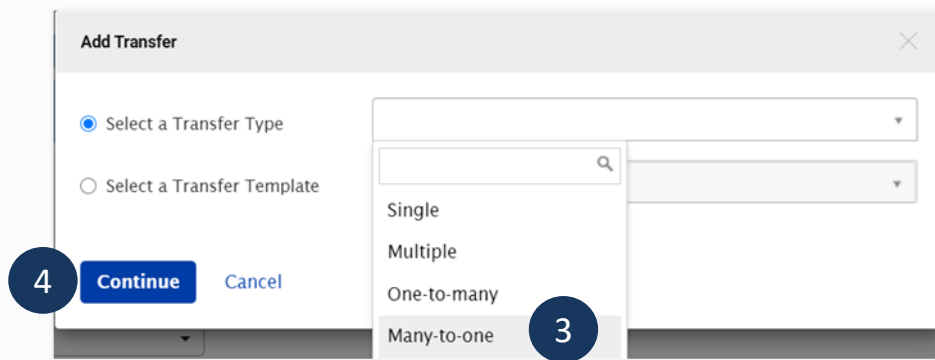 Add Transfer
Select a Transfer Type
Select a Transfer Template
Single
Multiple
One-to-many
Many-to-one
3
4
Continue
Cancel